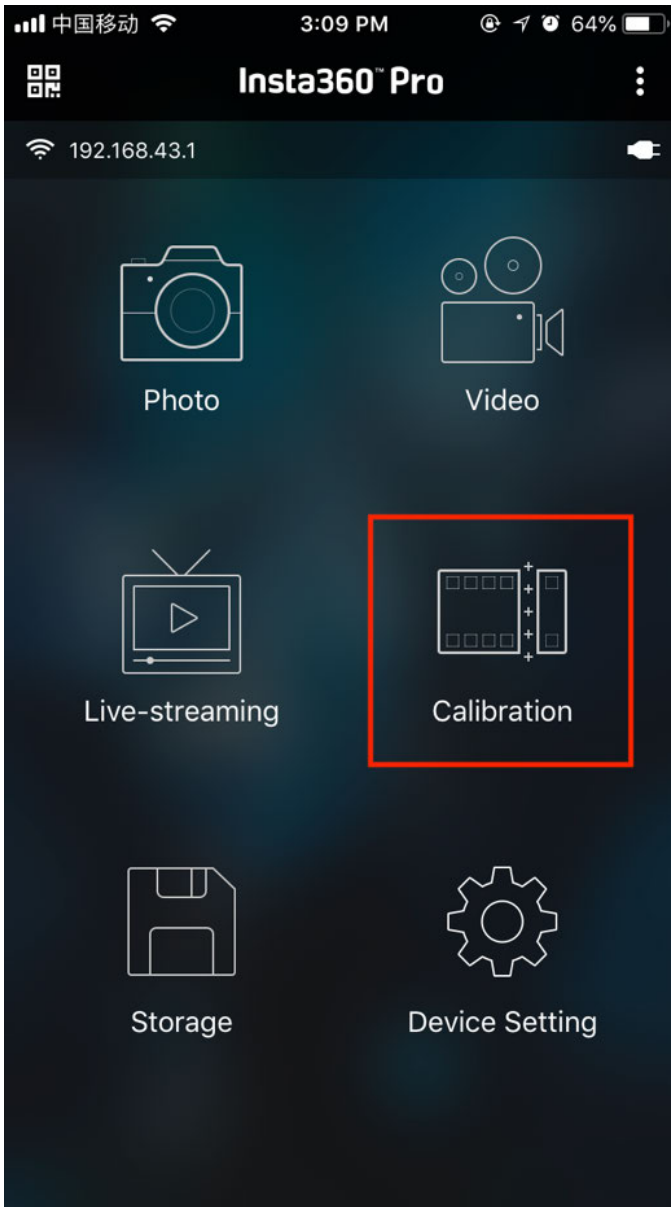 中国移动 3:09 PM 64%
Insta360™ Pro
192.168.43.1
Photo Video
Live-streaming Calibration
Storage Device Setting